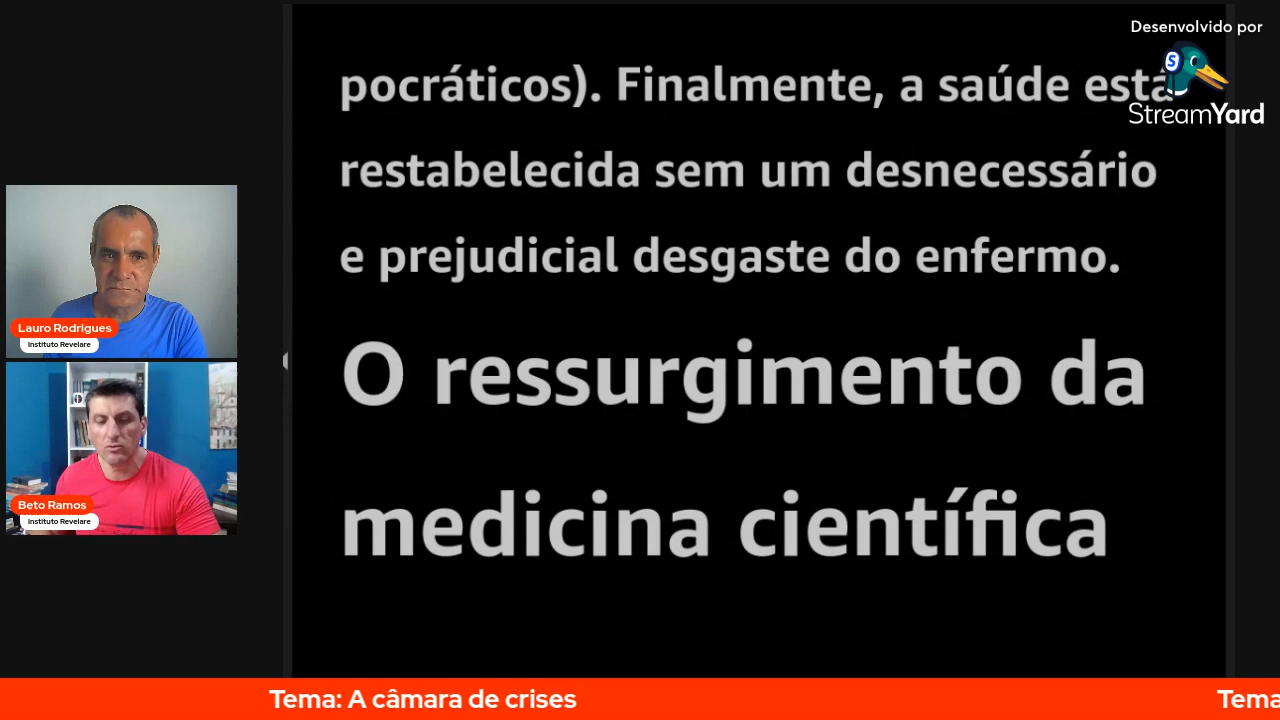 Desenvolvido por
StreamYard
pocráticos). Finalmente, a saúde está
restabelecida sem um desnecessário
e prejudicial desgaste do enfermo.
O ressurgimento da
medicina científica
Lauro Rodrigues
Instituto Revelare
Beto Ramos
Instituto Revelare
Tema: A câmara de crises
Tema